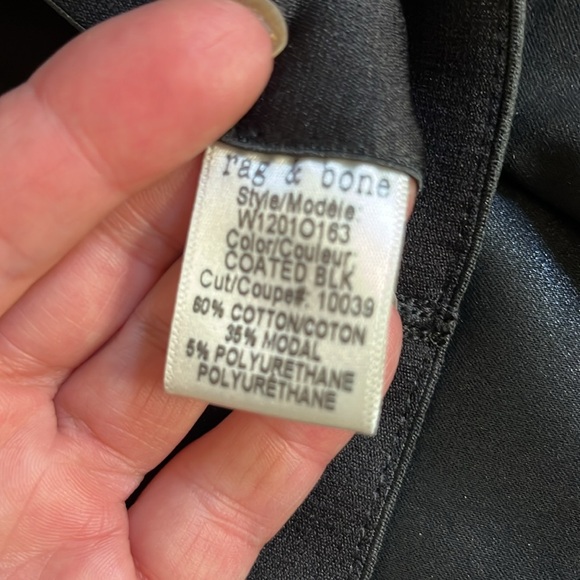 rag & bone
Style/Modèle:
W1201O163
Color/Couleur:
COATED BLK
Cut/Coupe#: 10039
60% COTTON/COTON
35% MODAL
5% POLYURETHANE
POLYURÉTHANE